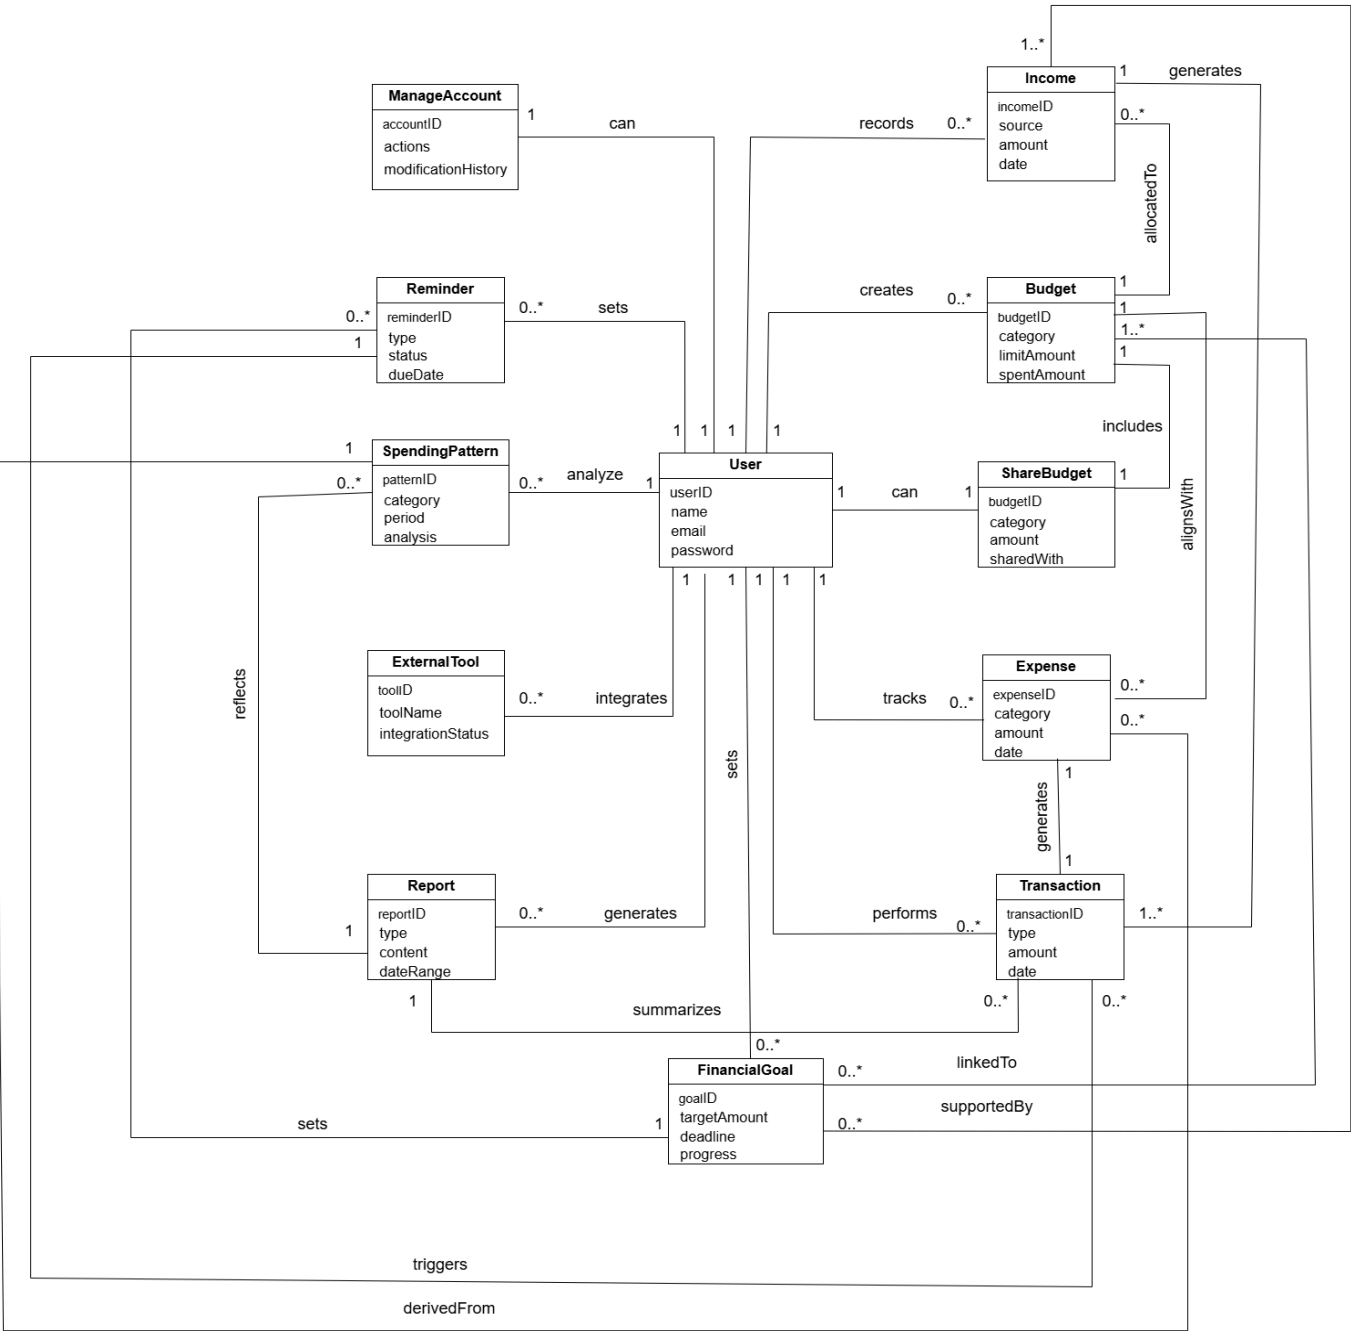 1..*
Income
1
generates
incomeID
source
amount
date
0..*
records
0..*
ManageAccount
accountID
actions
modificationHistory
1
can
allocatedTo
Reminder
reminderID
type
status
dueDate
0..*
1
0..*
sets
creates
0..*
Budget
budgetID
category
limitAmount
spentAmount
1
1
1..*
1
includes
alignsWith
1
1
1
1
SpendingPattern
patternID
category
period
analysis
1
0..*
0..*
analyze
1
User
userID
name
email
password
1
can
1
ShareBudget
budgetID
category
amount
sharedWith
1
1
1
1
1
1
reflects
ExternalTool
toolID
toolName
integrationStatus
0..*
integrates
sets
tracks
0..*
Expense
expenseID
category
amount
date
0..*
0..*
1
generates
1
Report
reportID
type
content
dateRange
1
0..*
generates
performs
0..*
Transaction
transactionID
type
amount
date
1..*
1
summarizes
0..*
0..*
0..*
FinancialGoal
goalID
targetAmount
deadline
progress
0..*
linkedTo
supportedBy
0..*
sets
1
triggers
derivedFrom